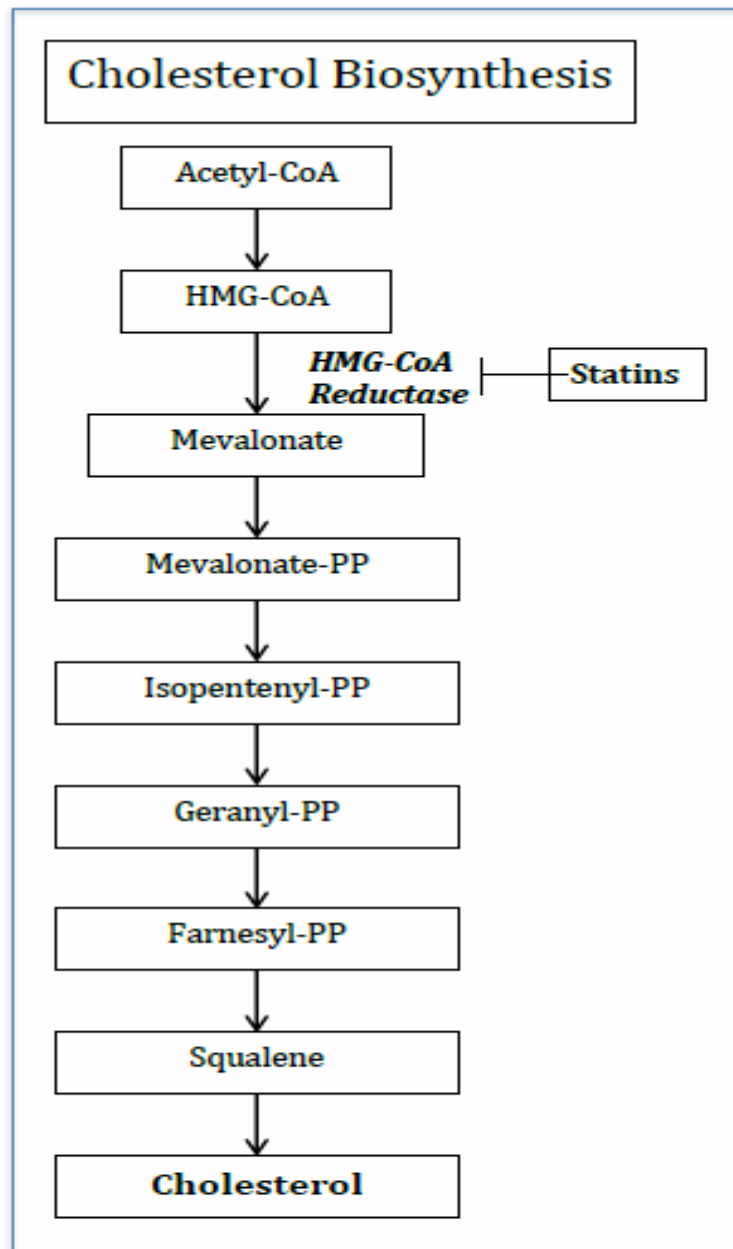 Cholesterol Biosynthesis
Acetyl-CoA
HMG-CoA
HMG-CoA
Reductase
Statins
Mevalonate
Mevalonate-PP
Isopentenyl-PP
Geranyl-PP
Farnesyl-PP
Squalene
Cholesterol